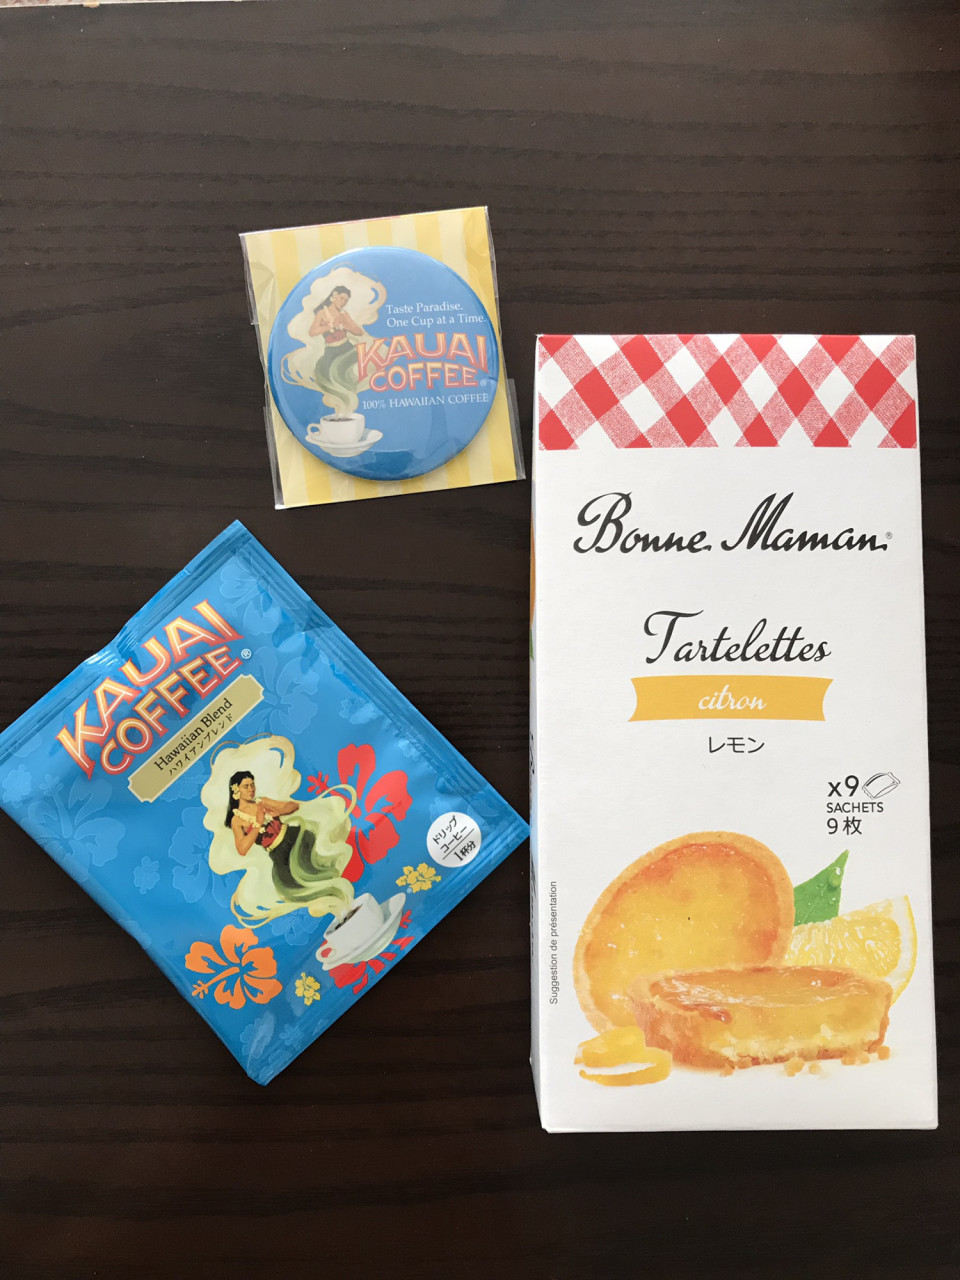 Taste Paradise.
One Cup at a Time.
KAUAI
COFFEE®
100% HAWAIIAN COFFEE
KAUAI
COFFEE®
Hawaiian Blend
ハワイアンブレンド
ドリップ
コーヒー
1杯分
Bonne Maman®
Tartelettes
citron
レモン
x9
SACHETS
9枚
Suggestion de présentation